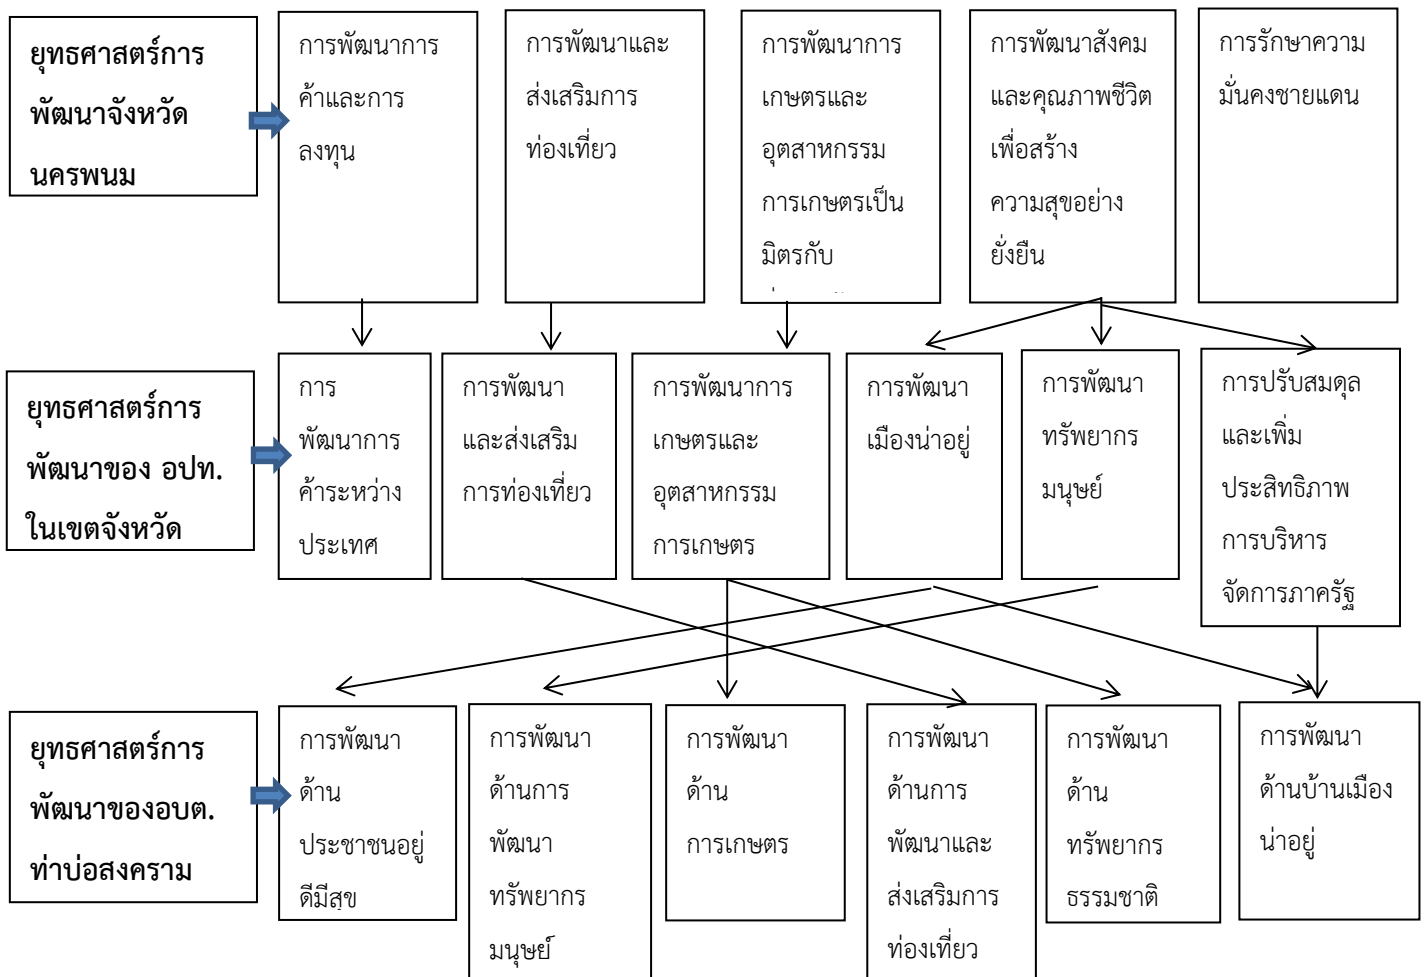 ยุทธศาสตร์การ
พัฒนาจังหวัด
นครพนม
การพัฒนาการ
ค้าและการ
ลงทุน
การพัฒนาและ
ส่งเสริมการ
ท่องเที่ยว
การพัฒนาการ
เกษตรและ
อุตสาหกรรม
การเกษตรเป็น
มิตรกับ
การพัฒนาสังคม
และคุณภาพชีวิต
เพื่อสร้าง
ความสุขอย่าง
ยั่งยืน
การรักษาความ
มั่นคงชายแดน
ยุทธศาสตร์การ
พัฒนาของ อปท.
ในเขตจังหวัด
การ
พัฒนาการ
ค้าระหว่าง
ประเทศ
การพัฒนา
และส่งเสริม
การท่องเที่ยว
การพัฒนาการ
เกษตรและ
อุตสาหกรรม
การเกษตร
การพัฒนา
เมืองน่าอยู่
การพัฒนา
ทรัพยากร
มนุษย์
การปรับสมดุล
และเพิ่ม
ประสิทธิภาพ
การบริหาร
จัดการภาครัฐ
ยุทธศาสตร์การ
พัฒนาของอบต.
ท่าบ่อสงคราม
การพัฒนา
ด้าน
ประชาชนอยู่
ดีมีสุข
การพัฒนา
ด้านการ
พัฒนา
ทรัพยากร
มนุษย์
การพัฒนา
ด้าน
การเกษตร
การพัฒนา
ด้านการ
พัฒนาและ
ส่งเสริมการ
ท่องเที่ยว
การพัฒนา
ด้าน
ทรัพยากร
ธรรมชาติ
การพัฒนา
ด้านบ้านเมือง
น่าอยู่